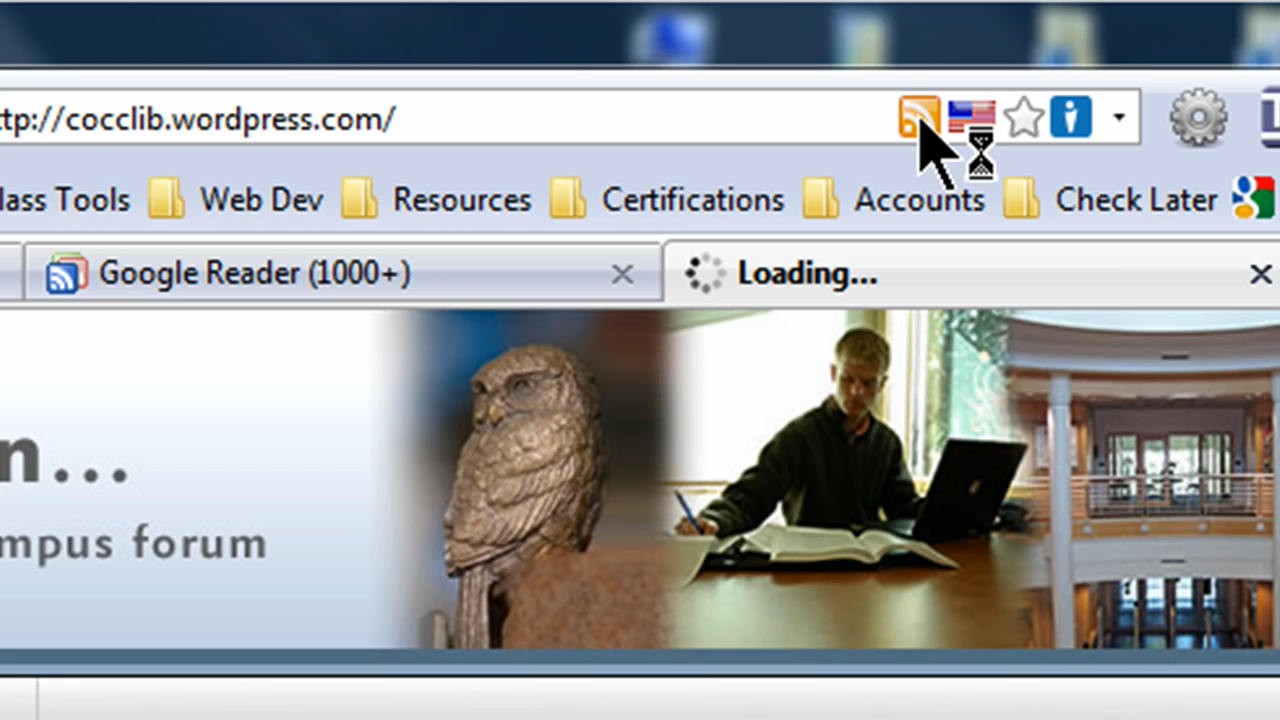 ttp://cocclib.wordpress.com/
lass Tools Web Dev Resources Certifications Accounts Check Later
Google Reader (1000+) Loading...
n...
mpus forum